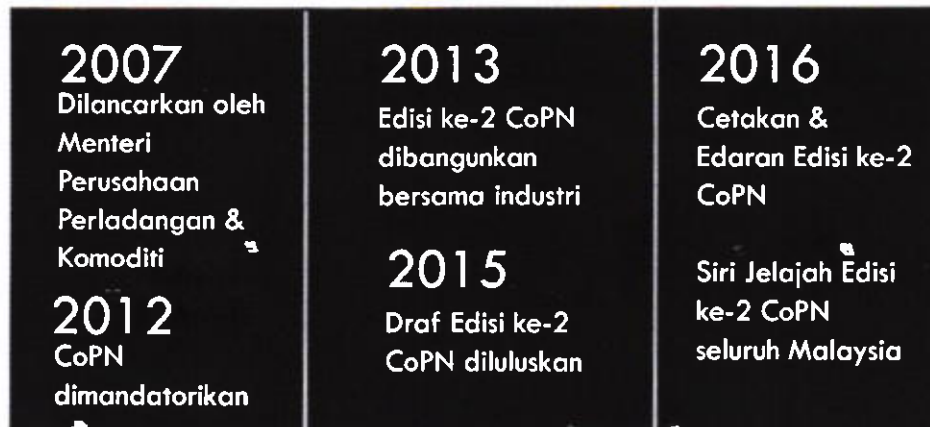 2007
Dilancarkan oleh
Menteri
Perusahaan
Perladangan &
Komoditi
2012
CoPN
dimandatorikan
2013
Edisi ke-2 CoPN
dibangunkan
bersama industri
2015
Draf Edisi ke-2
CoPN diluluskan
2016
Cetakan &
Edaran Edisi ke-2
CoPN
Siri Jelajah Edisi
ke-2 CoPN
seluruh Malaysia